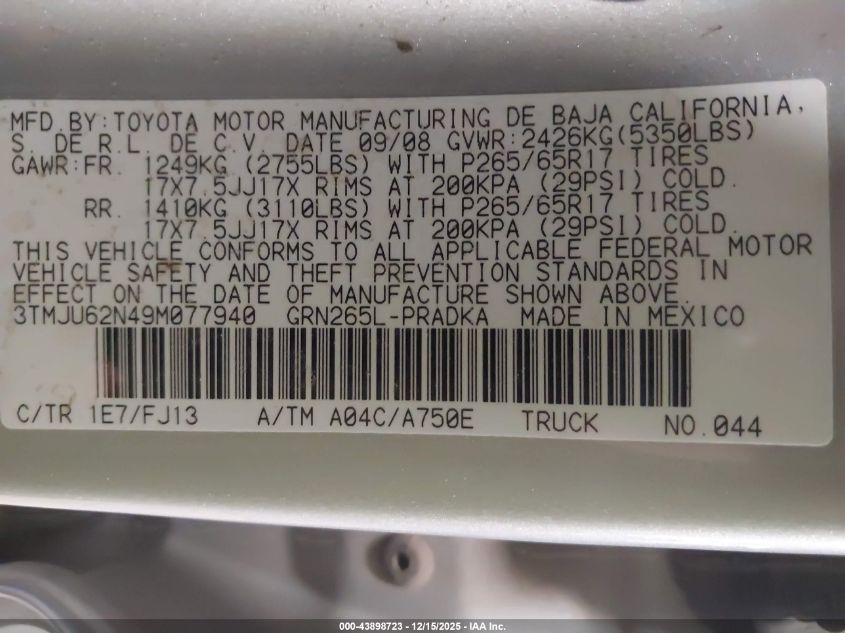 MFD.BY:TOYOTA MOTOR MANUFACTURING DE BAJA CALIFORNIA,
S. DE R.L. DE C.V. DATE 09/08 GVWR:2426KG(5350LBS)
GAWR:FR. 1249KG (2755LBS) WITH P265/65R17 TIRES
17X7.5JJ17X RIMS AT 200KPA (29PSI) COLD.
RR. 1410KG (3110LBS) WITH P265/65R17 TIRES
17X7.5JJ17X RIMS AT 200KPA (29PSI) COLD.
THIS VEHICLE CONFORMS TO ALL APPLICABLE FEDERAL MOTOR
VEHICLE SAFETY AND THEFT PREVENTION STANDARDS IN
EFFECT ON THE DATE OF MANUFACTURE SHOWN ABOVE.
3TMJU62N49M077940 GRN265L-PRADKA MADE IN MEXICO
C/TR 1E7/FJ13 A/TM A04C/A750E TRUCK NO.044
000-43898723 - 12/15/2025 - IAA Inc.